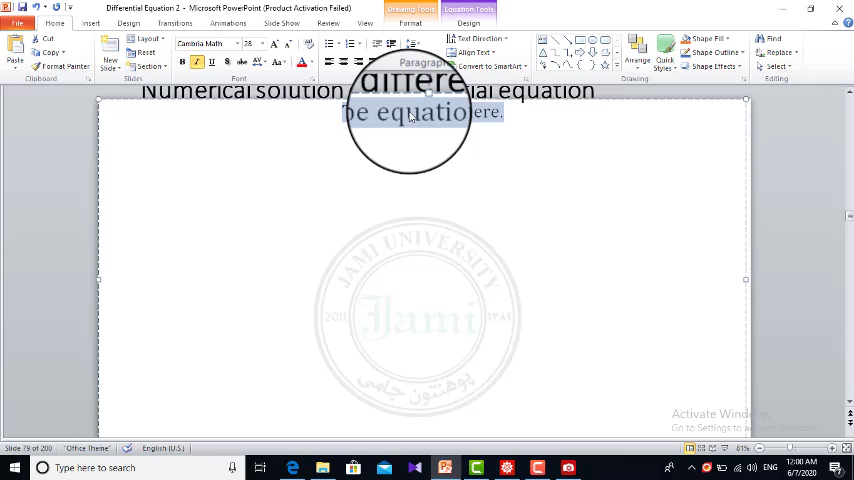 Differential Equation 2 - Microsoft PowerPoint (Product Activation Failed)
Drawing Tools
Equation Tools
File
Home
Insert
Design
Transitions
Animations
Slide Show
Review
View
Format
Design
Paste
Cut
Copy
Format Painter
Clipboard
New
Slides
Layout
Reset
Section
Slides
Cambria Math
28
Font
Paragraph
Text Direction
Align Text
Convert to SmartArt
Arrange
Quick
Styles
Shape Fill
Shape Outline
Shape Effects
Drawing
Find
Replace
Select
Editing
Numerical solution differe ial equation
pe equatio ere.
JAMI UNIVERSITY
2011 Jami ۱۳۸۹
پوهنتون جامی
Activate Windows
Go to Settings to activate Windows.
Slide 79 of 200
"Office Theme"
English (U.S.)
81%
Type here to search
ENG
12:00 AM
6/7/2020